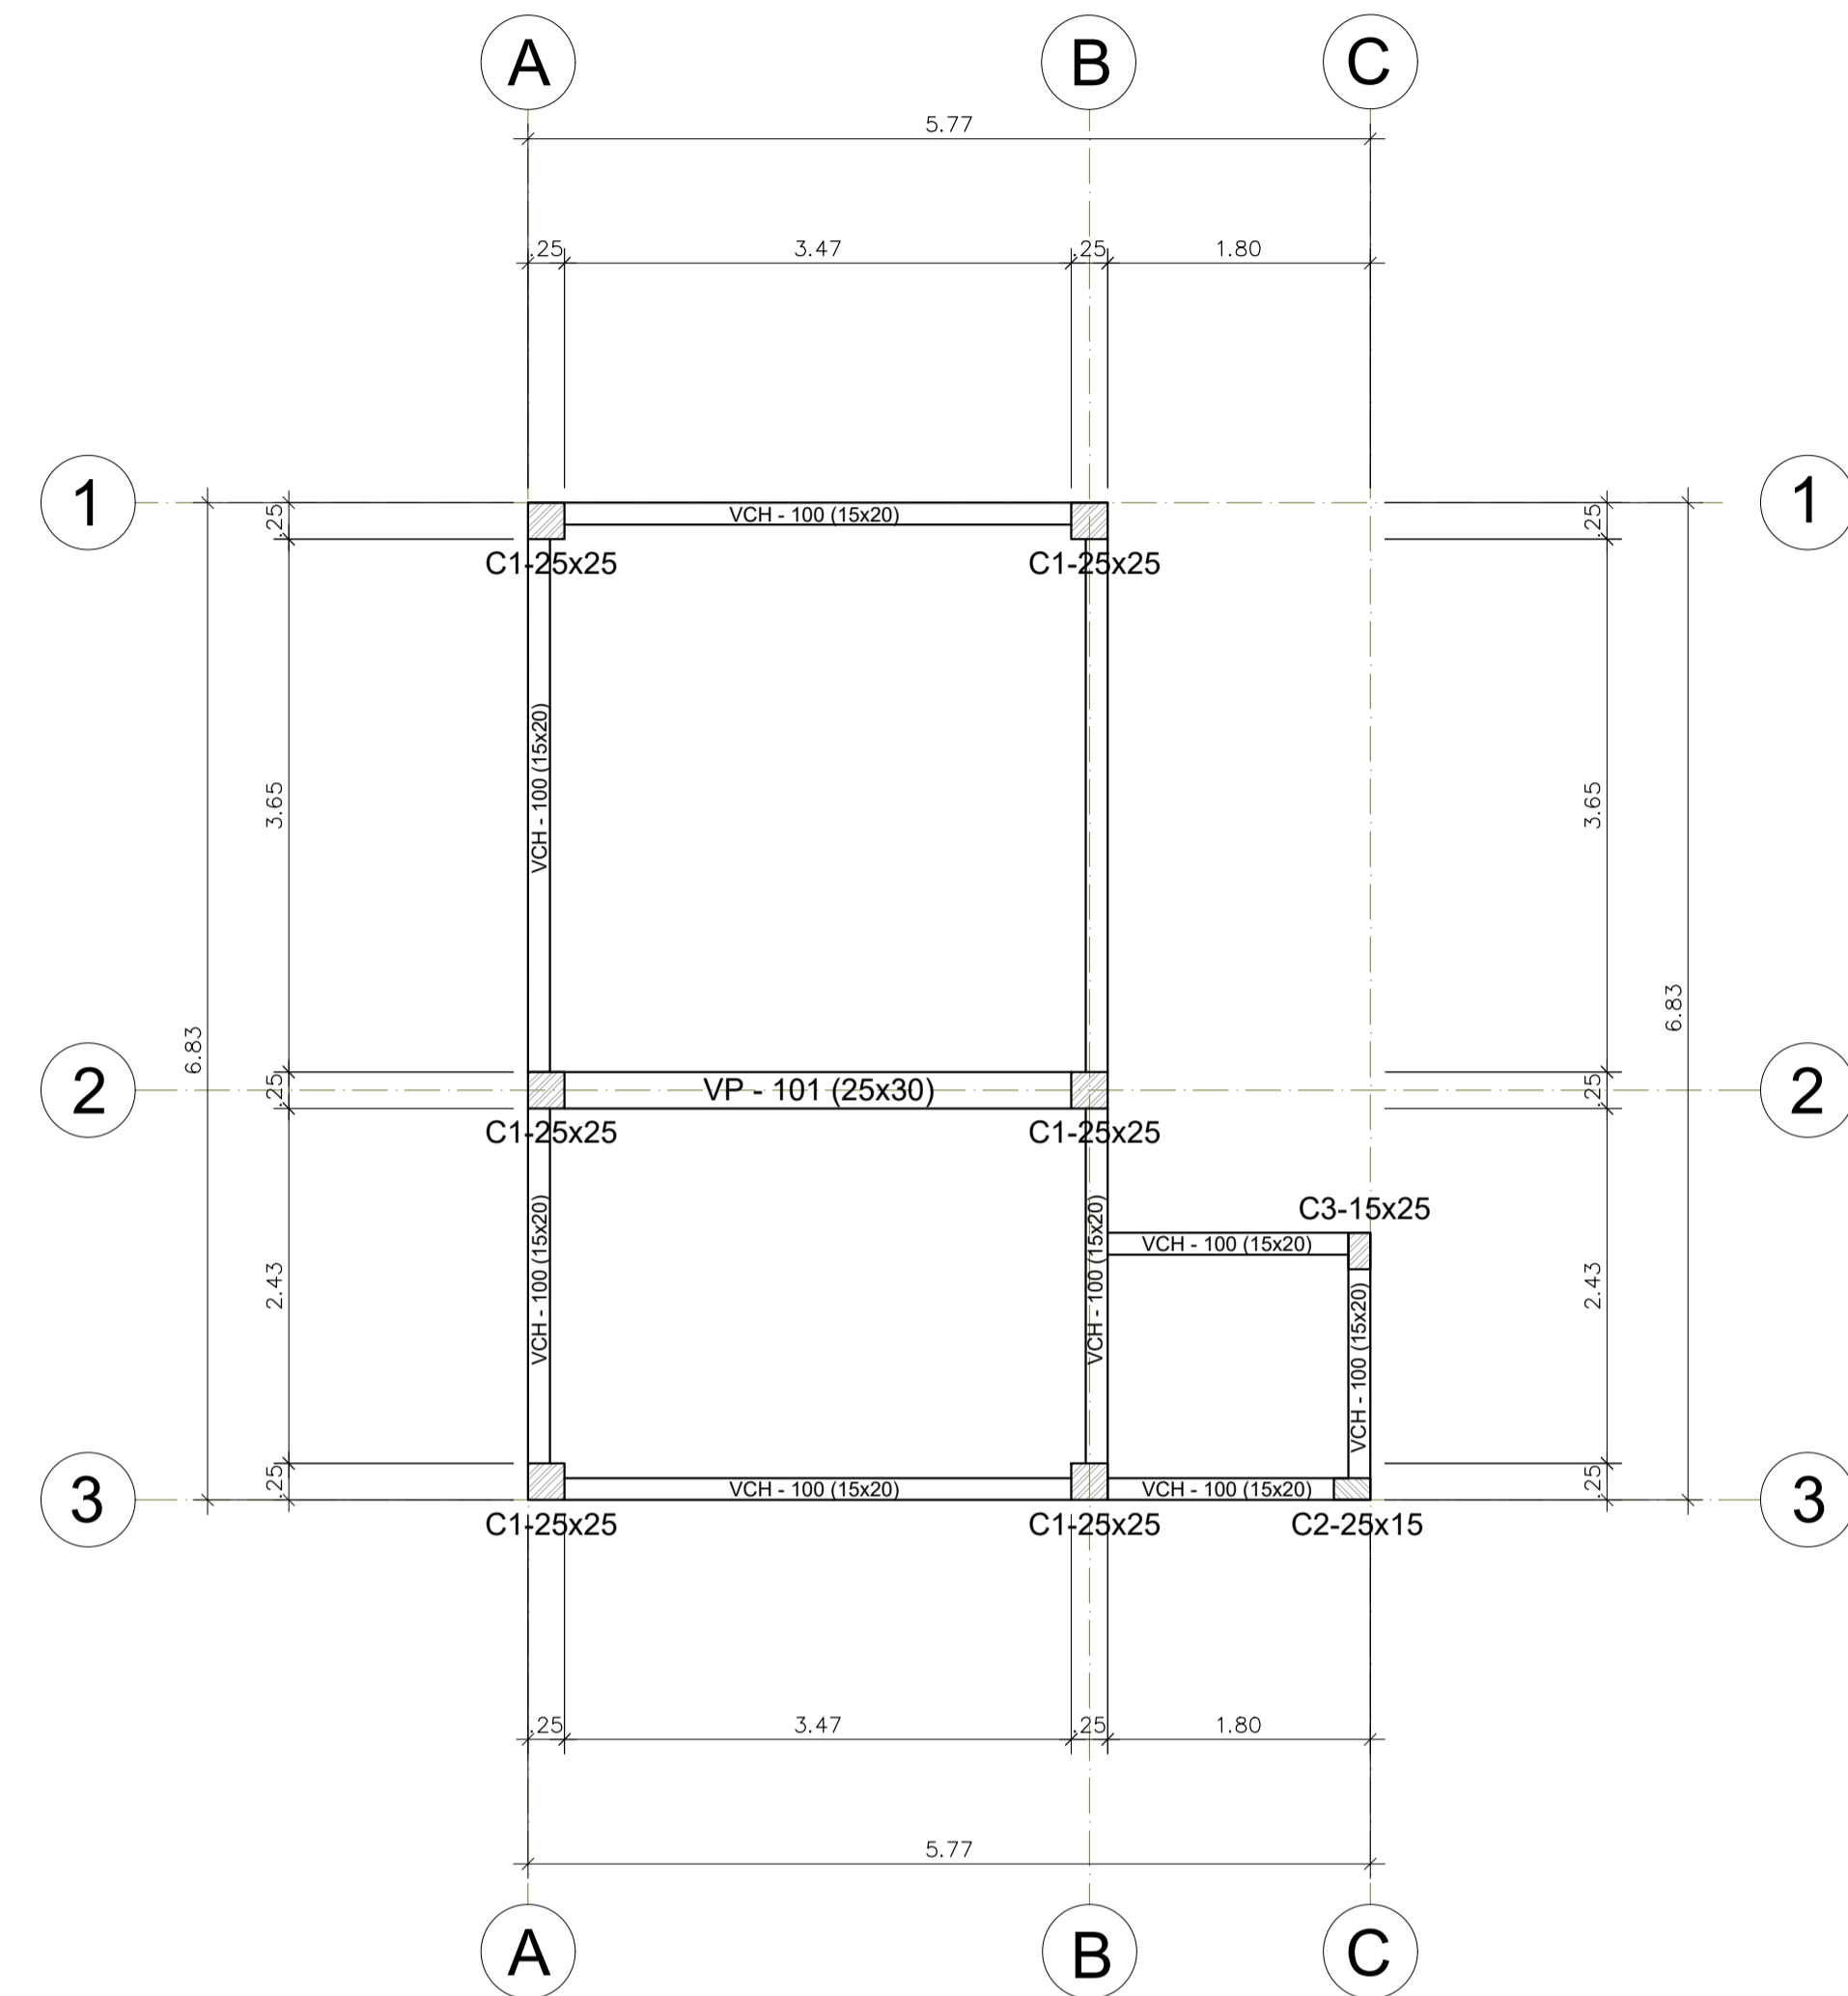 A
B
C
5.77
.25
3.47
.25
1.80
1
1
.25
.25
VCH - 100 (15x20)
C1-25x25
C1-25x25
VCH - 100 (15x20)
3.65
3.65
6.83
6.83
2
2
.25
.25
VP - 101 (25x30)
C1-25x25
C1-25x25
C3-15x25
VCH - 100 (15x20)
VCH - 100 (15x20)
VCH - 100 (15x20)
2.43
2.43
VCH - 100 (15x20)
3
3
.25
.25
VCH - 100 (15x20)
VCH - 100 (15x20)
C1-25x25
C1-25x25
C2-25x15
.25
3.47
.25
1.80
5.77
A
B
C